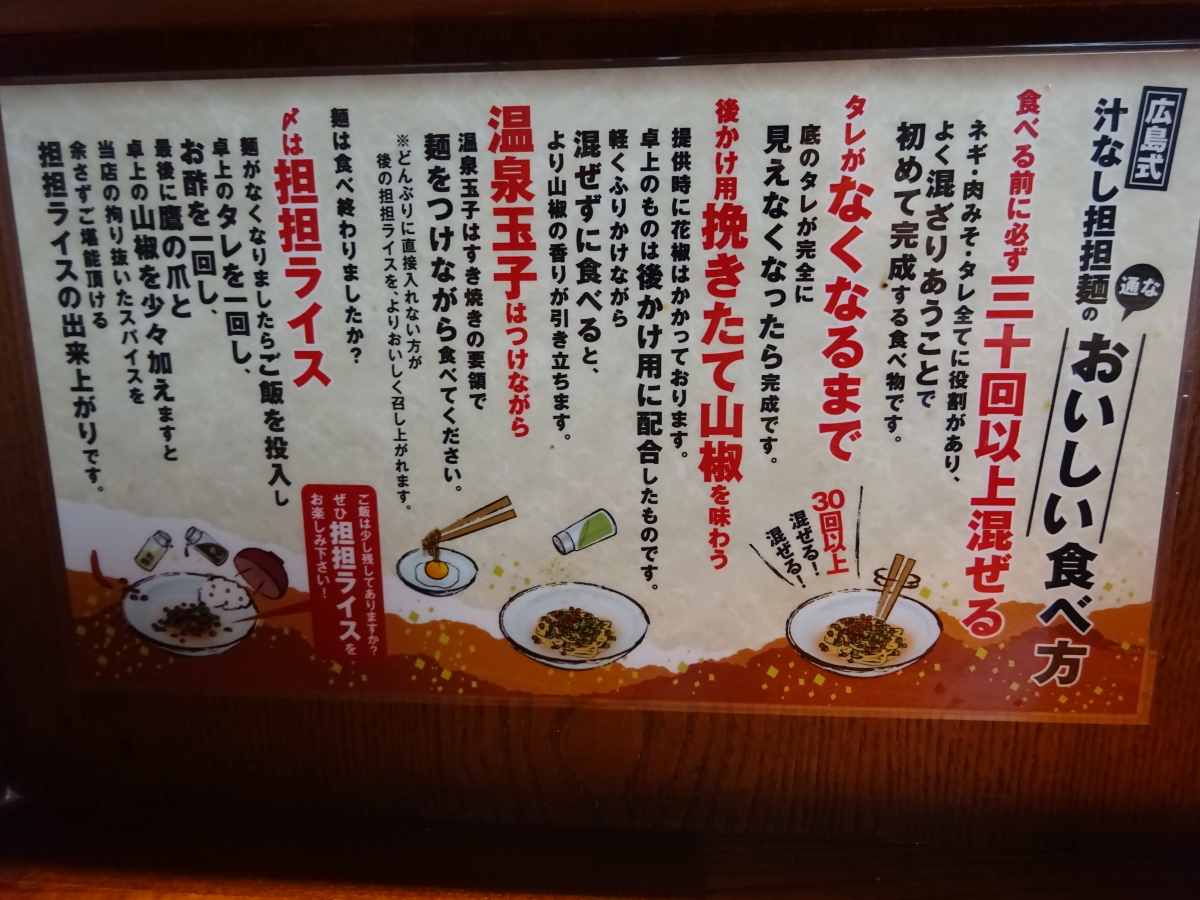 広島式
汁なし担担麺の
通な
おいしい食べ方
食べる前に必ず三十回以上混ぜる
ネギ・肉みそ・タレ全てに役割があり、
よく混ざりあうことで
初めて完成する食べ物です。
タレがなくなるまで
底のタレが完全に
見えなくなったら完成です。
30回以上
混ぜる!
混ぜる!
後かけ用挽きたて山椒を味わう
提供時に花椒はかかっております。
卓上のものは後かけ用に配合したものです。
軽くふりかけながら
混ぜずに食べると、
より山椒の香りが引き立ちます。
温泉玉子はつけながら
温泉玉子はすき焼きの要領で
麺をつけながら食べてください。
※どんぶりに直接入れない方が
後の担担ライスを、よりおいしく召し上がれます。
麺は食べ終わりましたか?
〆は担担ライス
麺がなくなりましたらご飯を投入し
卓上のタレを一回し、
お酢を一回し、
最後に鷹の爪と
卓上の山椒を少々加えますと
当店の拘り抜いたスパイスを
余さずご堪能頂ける
担担ライスの出来上がりです。
ご飯は少し残してありますか?
ぜひ担担ライスを
お楽しみ下さい!